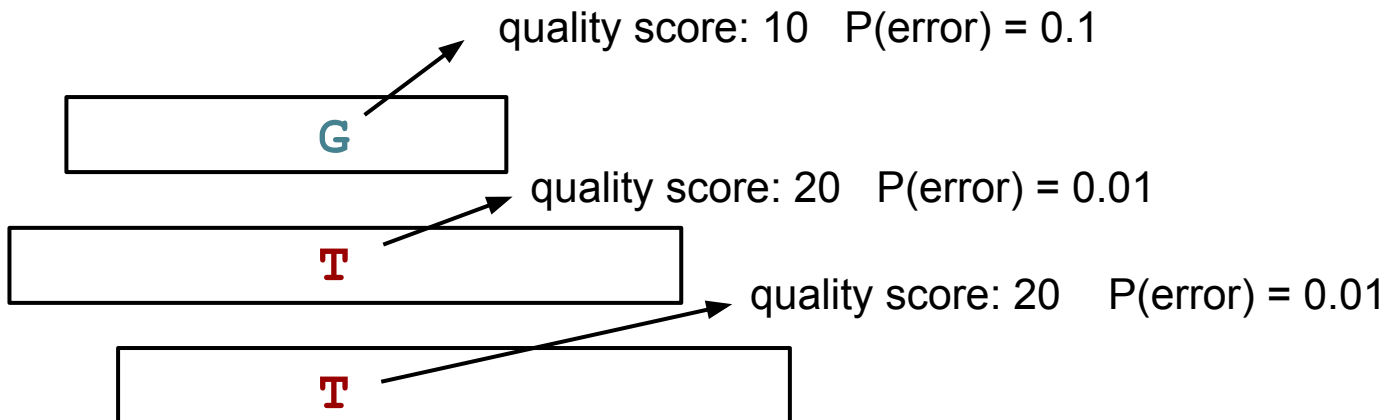 quality score: 10 P(error) = 0.1
G
quality score: 20 P(error) = 0.01
T
quality score: 20 P(error) = 0.01
T